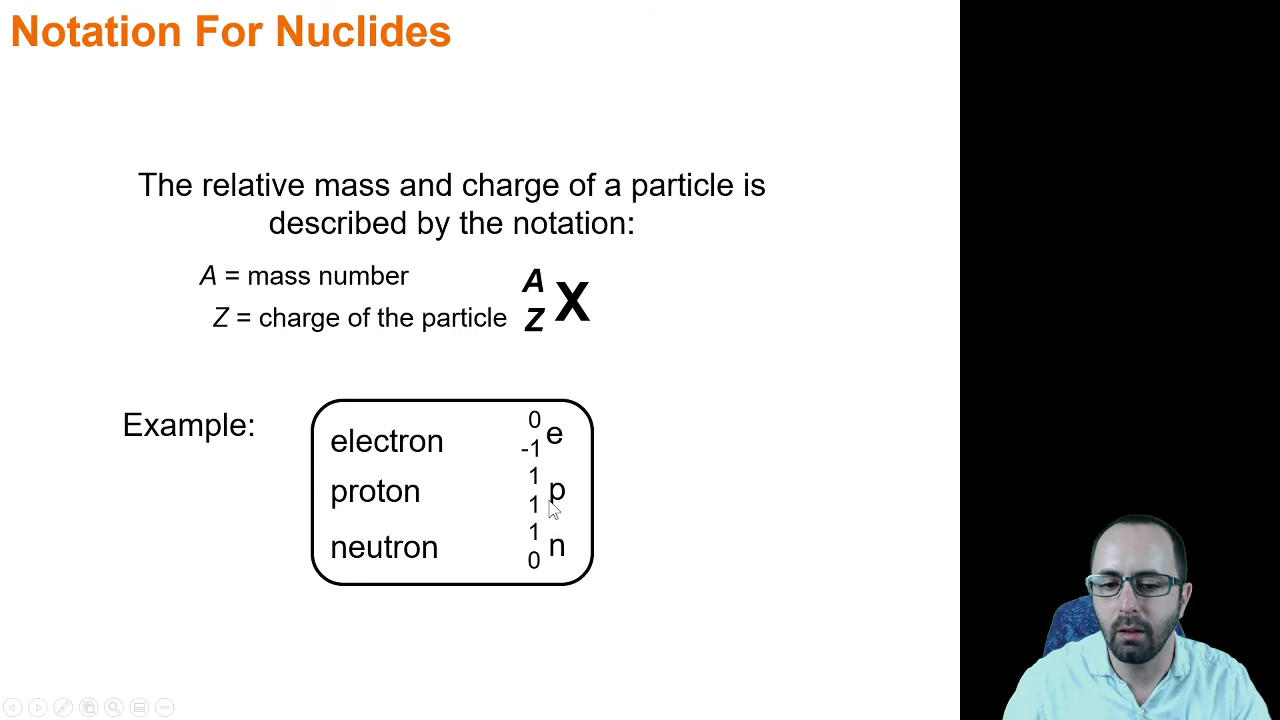 Notation For Nuclides
The relative mass and charge of a particle is
described by the notation:
A = mass number
Z = charge of the particle
A
Z X
Example:
electron 0 -1 e
proton 1 1 p
neutron 1 0 n